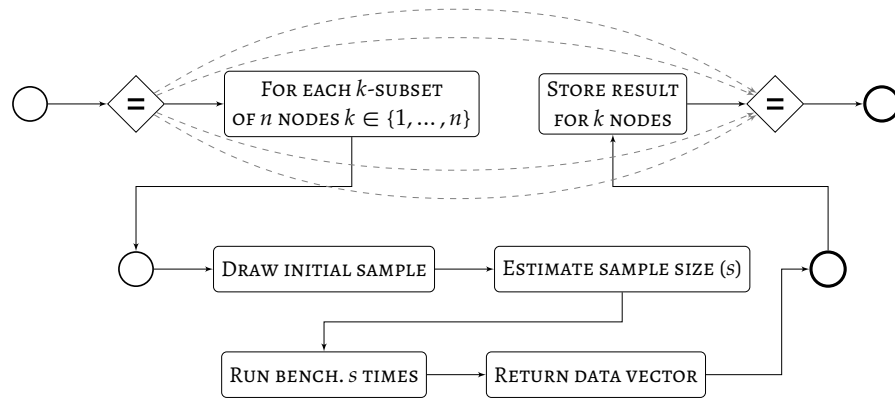 =
For each k-subset
of n nodes k ∈ {1, ..., n}
Store result
for k nodes
=
Draw initial sample
Estimate sample size (s)
Run bench. s times
Return data vector